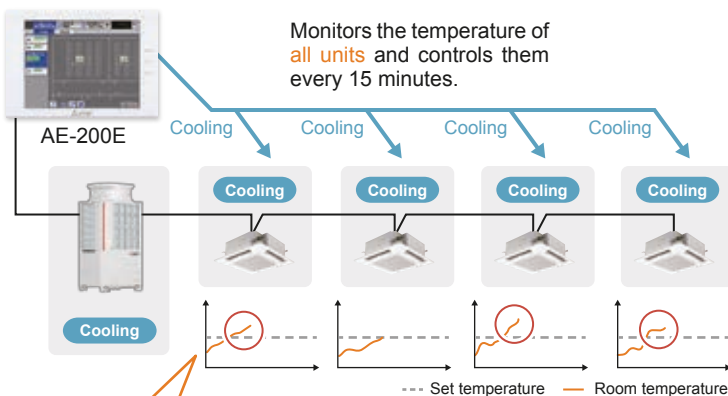 Monitors the temperature of
all units and controls them
every 15 minutes.
AE-200E
Cooling Cooling Cooling Cooling
Cooling Cooling Cooling Cooling
Cooling
Set temperature Room temperature